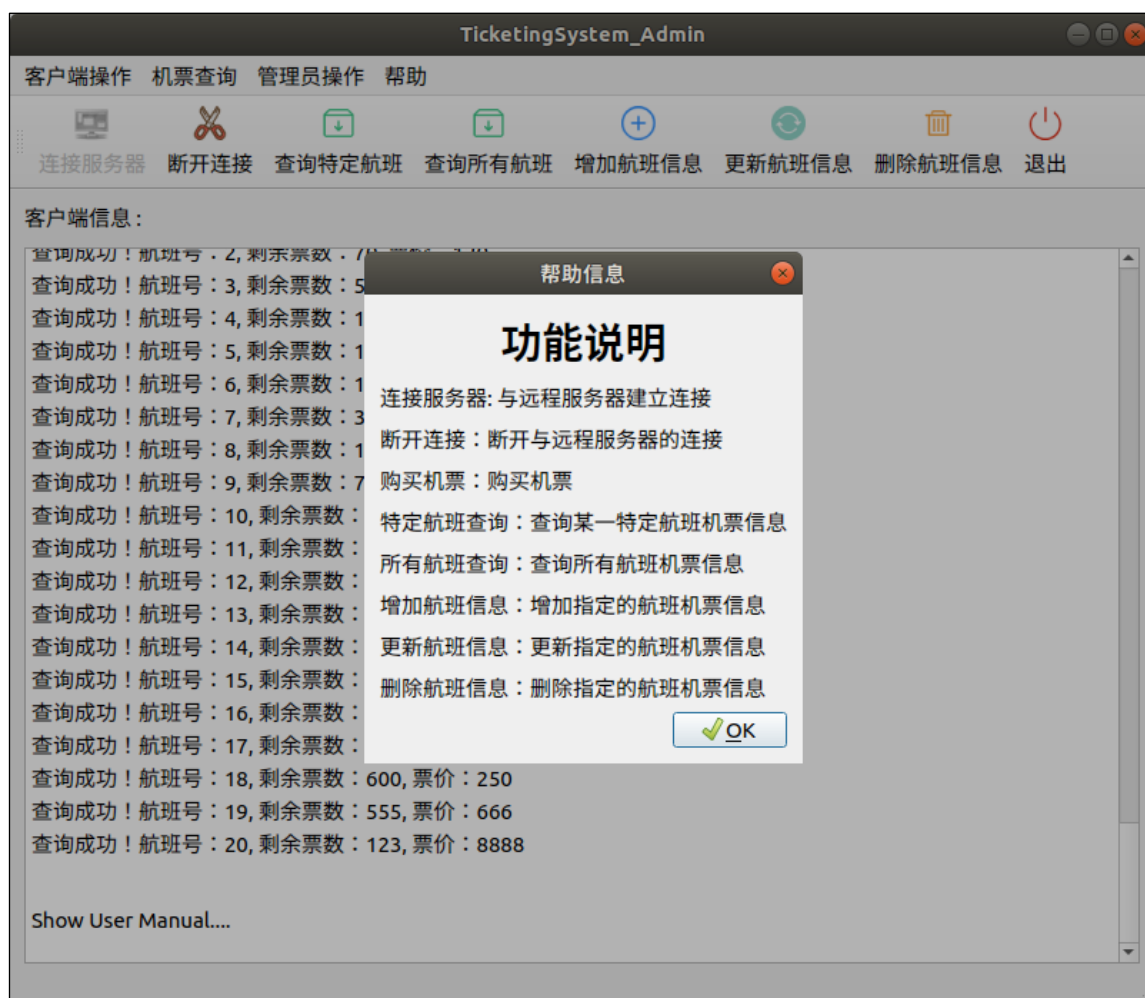 TicketingSystem_Admin
客户端操作 机票查询 管理员操作 帮助
连接服务器 断开连接 查询特定航班 查询所有航班 增加航班信息 更新航班信息 删除航班信息 退出
客户端信息:
查询成功!航班号:2, 剩余票数:
查询成功!航班号:3, 剩余票数:5
查询成功!航班号:4, 剩余票数:1
查询成功!航班号:5, 剩余票数:1
查询成功!航班号:6, 剩余票数:1
查询成功!航班号:7, 剩余票数:3
查询成功!航班号:8, 剩余票数:1
查询成功!航班号:9, 剩余票数:7
查询成功!航班号:10, 剩余票数:
查询成功!航班号:11, 剩余票数:
查询成功!航班号:12, 剩余票数:
查询成功!航班号:13, 剩余票数:
查询成功!航班号:14, 剩余票数:
查询成功!航班号:15, 剩余票数:
查询成功!航班号:16, 剩余票数:
查询成功!航班号:17, 剩余票数:
查询成功!航班号:18, 剩余票数:600, 票价:250
查询成功!航班号:19, 剩余票数:555, 票价:666
查询成功!航班号:20, 剩余票数:123, 票价:8888
Show User Manual....
帮助信息
功能说明
连接服务器: 与远程服务器建立连接
断开连接:断开与远程服务器的连接
购买机票:购买机票
特定航班查询:查询某一特定航班机票信息
所有航班查询:查询所有航班机票信息
增加航班信息:增加指定的航班机票信息
更新航班信息:更新指定的航班机票信息
删除航班信息:删除指定的航班机票信息
OK